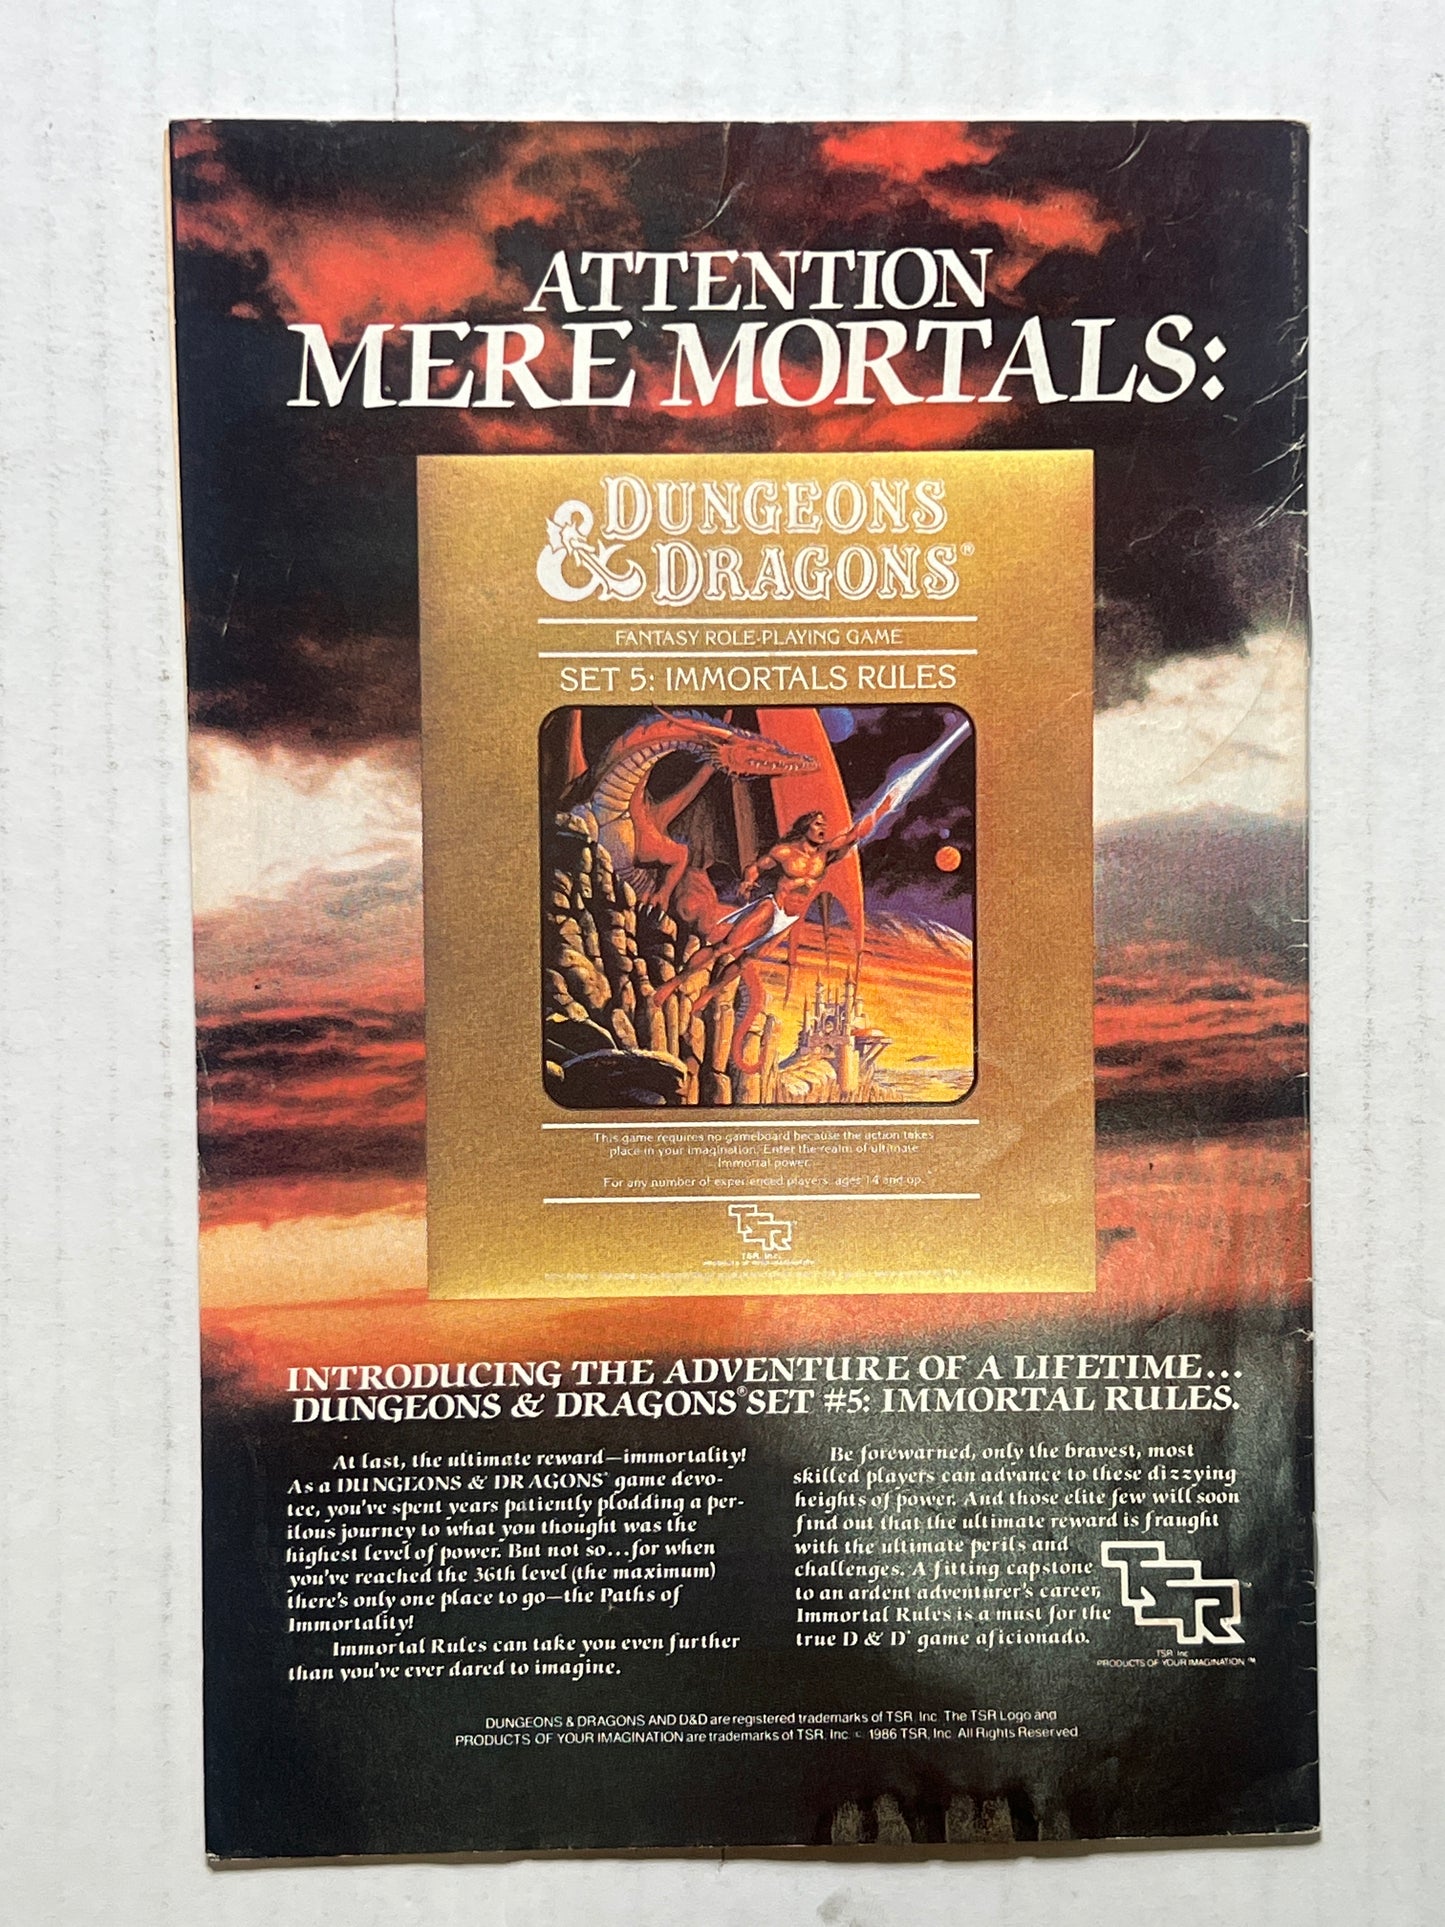 ATTENTION
MERE MORTALS:
DUNGEONS
& DRAGONS®
FANTASY ROLE-PLAYING GAME
SET 5: IMMORTALS RULES
This game requires no gameboard because the action takes
place in your imagination. Enter the realm of ultimate
Immortal power.
For any number of experienced players, ages 14 and up.
TSR
TSR, Inc.
PRODUCTS OF YOUR IMAGINATION
INTRODUCING THE ADVENTURE OF A LIFETIME...
DUNGEONS & DRAGONS® SET #5: IMMORTAL RULES.
At last, the ultimate reward—immortality!
As a DUNGEONS & DRAGONS® game devo-
tee, you've spent years patiently plodding a per-
ilous journey to what you thought was the
highest level of power. But not so...for when
you've reached the 36th level (the maximum)
there's only one place to go—the Paths of
Immortality!
Immortal Rules can take you even further
than you've ever dared to imagine.
Be forewarned, only the bravest, most
skilled players can advance to these dizzying
heights of power. And those elite few will soon
find out that the ultimate reward is fraught
with the ultimate perils and
challenges. A fitting capstone
to an ardent adventurer's career,
Immortal Rules is a must for the
true D & D® game aficionado.
TSR
TSR, Inc.
PRODUCTS OF YOUR IMAGINATION™
DUNGEONS & DRAGONS AND D&D are registered trademarks of TSR, Inc. The TSR Logo and
PRODUCTS OF YOUR IMAGINATION are trademarks of TSR, Inc. © 1986 TSR, Inc. All Rights Reserved.